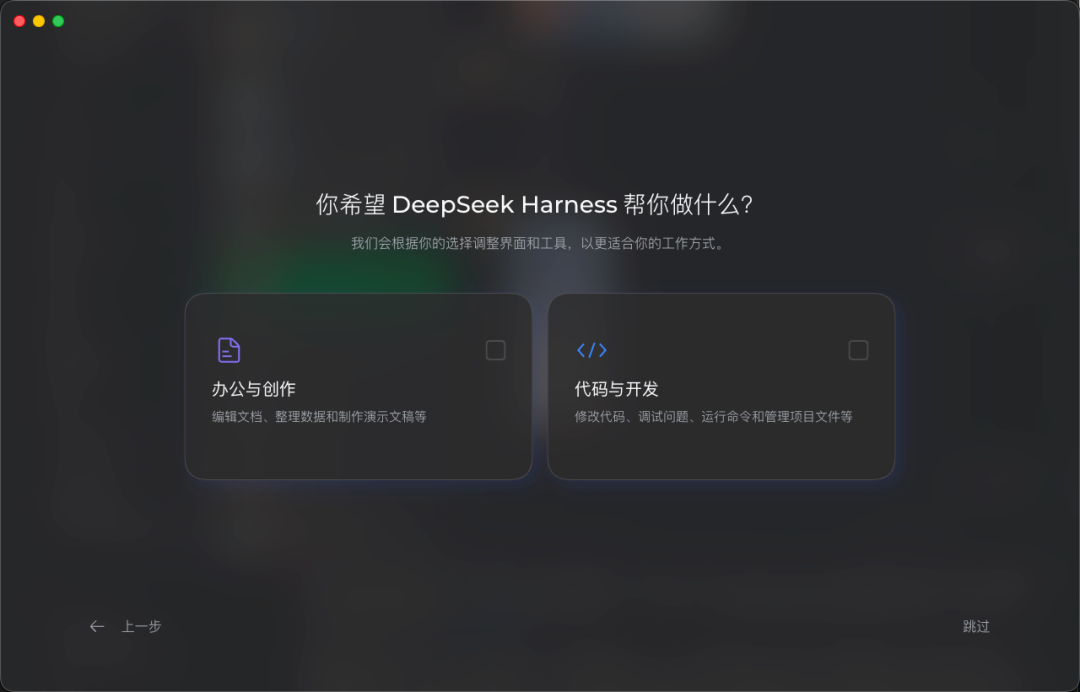 你希望 DeepSeek Harness 帮你做什么？
我们会根据你的选择调整界面和工具，以更适合你的工作方式。
办公与创作
编辑文档、整理数据和制作演示文稿等
代码与开发
修改代码、调试问题、运行命令和管理项目文件等
上一步
跳过